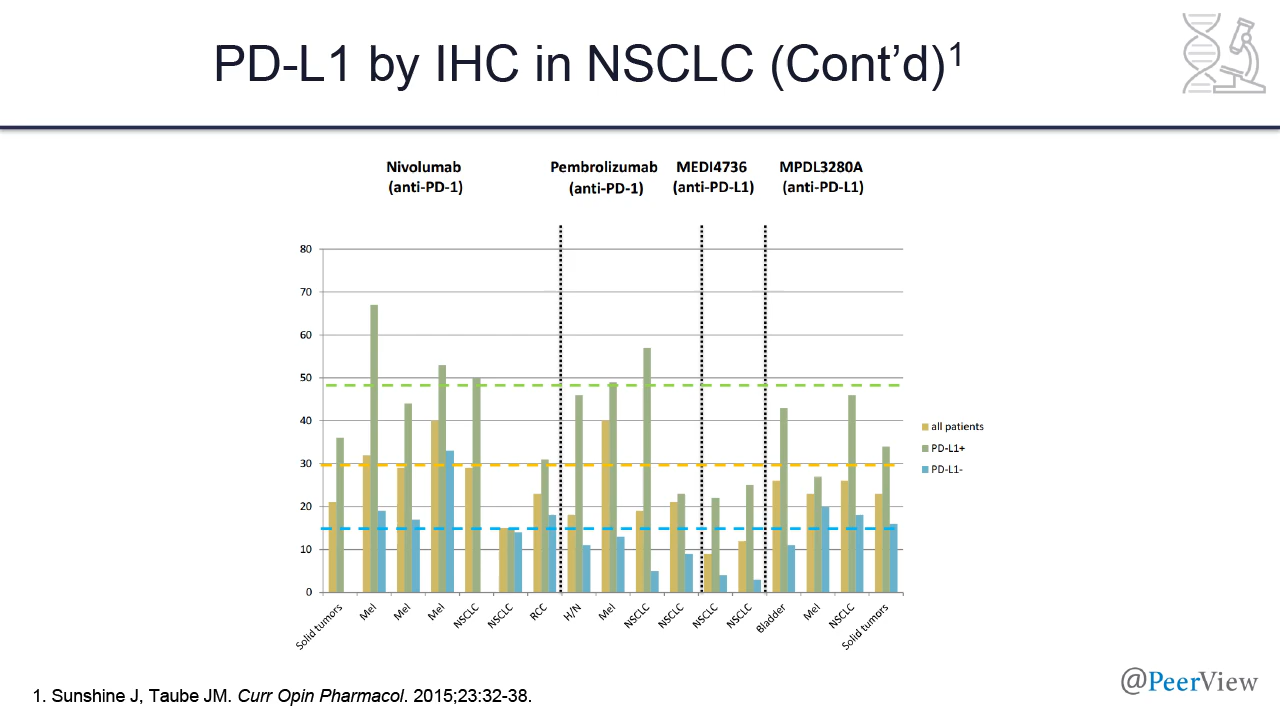 PD-L1 by IHC in NSCLC (Cont’d)1
Nivolumab
(anti-PD-1)
Pembrolizumab
(anti-PD-1)
MEDI4736
(anti-PD-L1)
MPDL3280A
(anti-PD-L1)
80
70
60
50
40
30
20
10
0
Solid tumors
Mel
Mel
Mel
NSCLC
NSCLC
RCC
H/N
Mel
NSCLC
NSCLC
NSCLC
NSCLC
Bladder
Mel
NSCLC
Solid tumors
all patients
PD-L1+
PD-L1-
1. Sunshine J, Taube JM. Curr Opin Pharmacol. 2015;23:32-38.
@PeerView